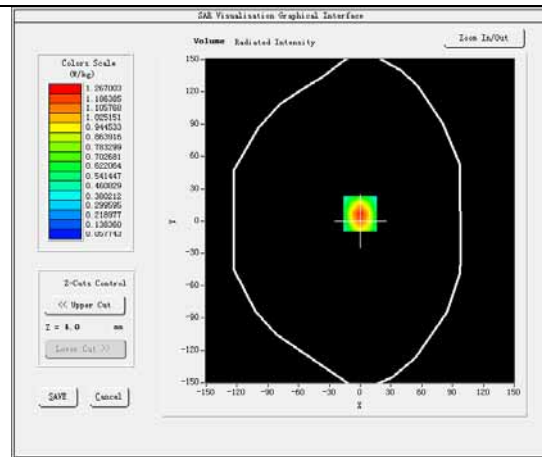 SAR Visualisation Graphical Interface
Volume Radiated Intensity
Zoom In/Out
Colors Scale
(W/kg)
1.267003
1.186385
1.105768
1.025151
0.944533
0.863916
0.783299
0.702681
0.622064
0.541447
0.460829
0.380212
0.299595
0.218977
0.138360
0.057743
Z-Cuts Control
<< Upper Cut
Z = 4.0 mm
Lower Cut >>
SAVE
Cancel
150
120
90
60
30
0
-30
-60
-90
-120
-150
Y
-150 -120 -90 -60 -30 0 30 60 90 120 150
X